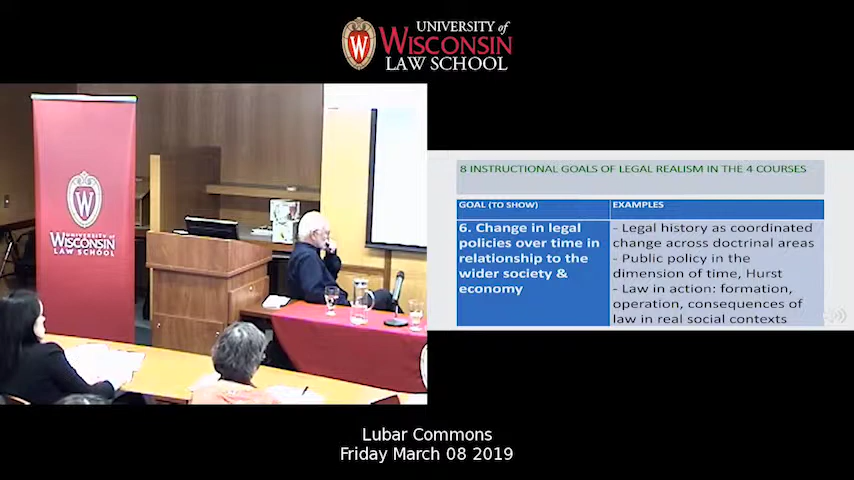 UNIVERSITY of
WISCONSIN
LAW SCHOOL
W
WISCONSIN
LAW SCHOOL
8 INSTRUCTIONAL GOALS OF LEGAL REALISM IN THE 4 COURSES
GOAL (TO SHOW)
EXAMPLES
6. Change in legal
policies over time in
relationship to the
wider society &
economy
- Legal history as coordinated
change across doctrinal areas
- Public policy in the
dimension of time, Hurst
- Law in action: formation,
operation, consequences of
law in real social contexts
Lubar Commons
Friday March 08 2019